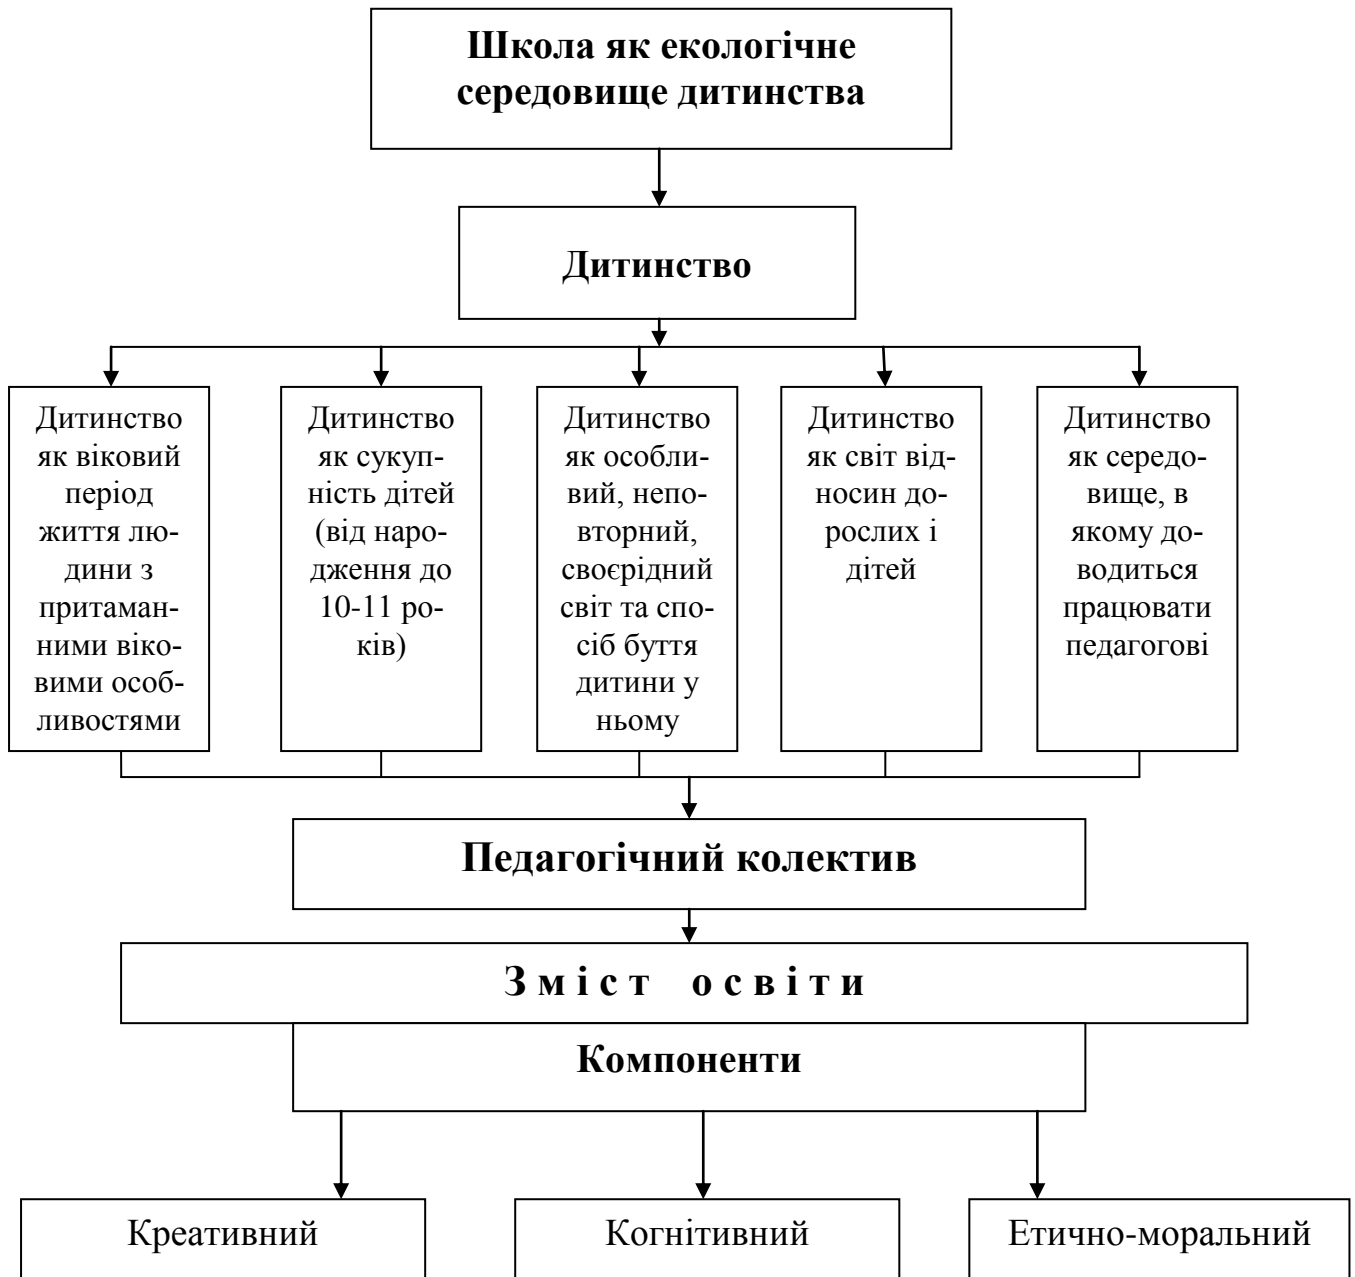 Школа як екологічне
середовище дитинства
Дитинство
Дитинство
як віковий
період
життя лю-
дини з
притаман-
ними віко-
вими особ-
ливостями
Дитинство
як сукуп-
ність дітей
(від наро-
дження до
10-11 ро-
ків)
Дитинство
як особли-
вий, непо-
вторний,
своєрідний
світ та спо-
сіб буття
дитини у
ньому
Дитинство
як світ від-
носин до-
рослих і
дітей
Дитинство
як середо-
вище, в
якому до-
водиться
працювати
педагогові
Педагогічний колектив
З м і с т о с в і т и
Компоненти
Креативний
Когнітивний
Етично-моральний